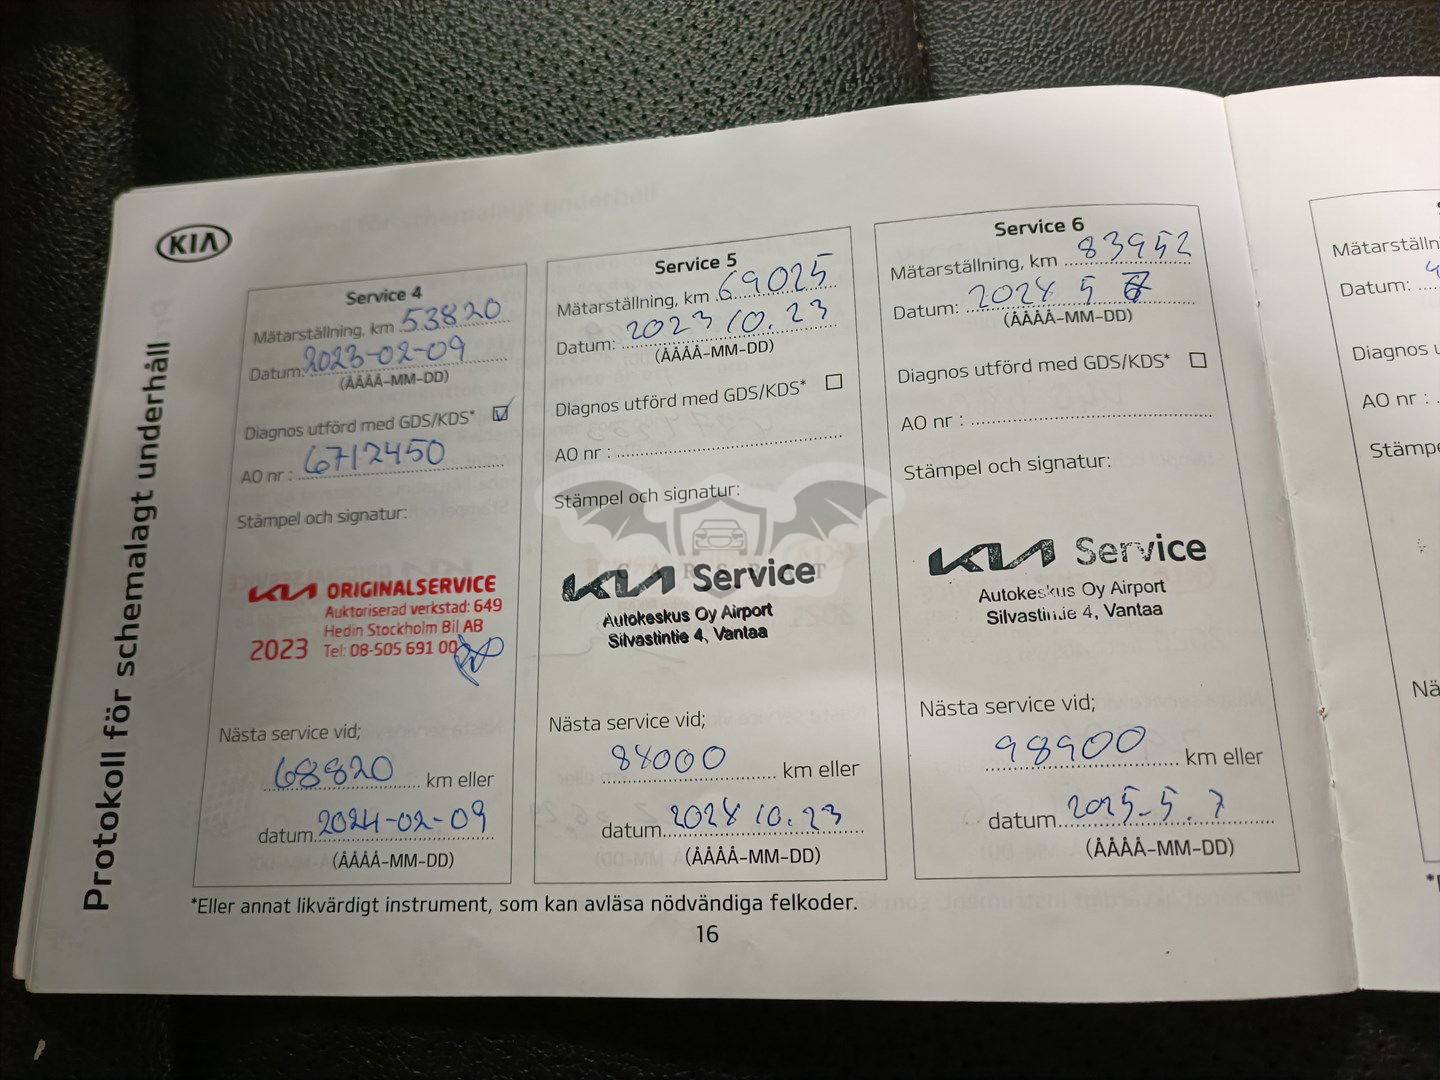 KIA
Protokoll för schemalagt underhåll
Service 4
Mätarställning, km 53820
Datum: 2023-02-09
(ÅÅÅÅ-MM-DD)
Diagnos utförd med GDS/KDS*
AO nr : 6712450
Stämpel och signatur:
KIA ORIGINALSERVICE
Auktoriserad verkstad: 649
Hedin Stockholm Bil AB
2023 Tel: 08-505 691 00
Nästa service vid;
68820 km eller
datum 2024-02-09
(ÅÅÅÅ-MM-DD)
Service 5
Mätarställning, km 69025
Datum: 2023 10. 23
(ÅÅÅÅ-MM-DD)
Diagnos utförd med GDS/KDS*
AO nr :
Stämpel och signatur:
KIA Service
Autokeskus Oy Airport
Silvastintie 4, Vantaa
Nästa service vid;
84000 km eller
datum 2024 10. 23
(ÅÅÅÅ-MM-DD)
Service 6
Mätarställning, km 83952
Datum: 2024 5 7
(ÅÅÅÅ-MM-DD)
Diagnos utförd med GDS/KDS*
AO nr :
Stämpel och signatur:
KIA Service
Autokeskus Oy Airport
Silvastintie 4, Vantaa
Nästa service vid;
98900 km eller
datum 2025-5. 7
(ÅÅÅÅ-MM-DD)
*Eller annat likvärdigt instrument, som kan avläsa nödvändiga felkoder.
16
Mätarställn
Datum:
Diagnos u
AO nr :
Stämpe
Nä